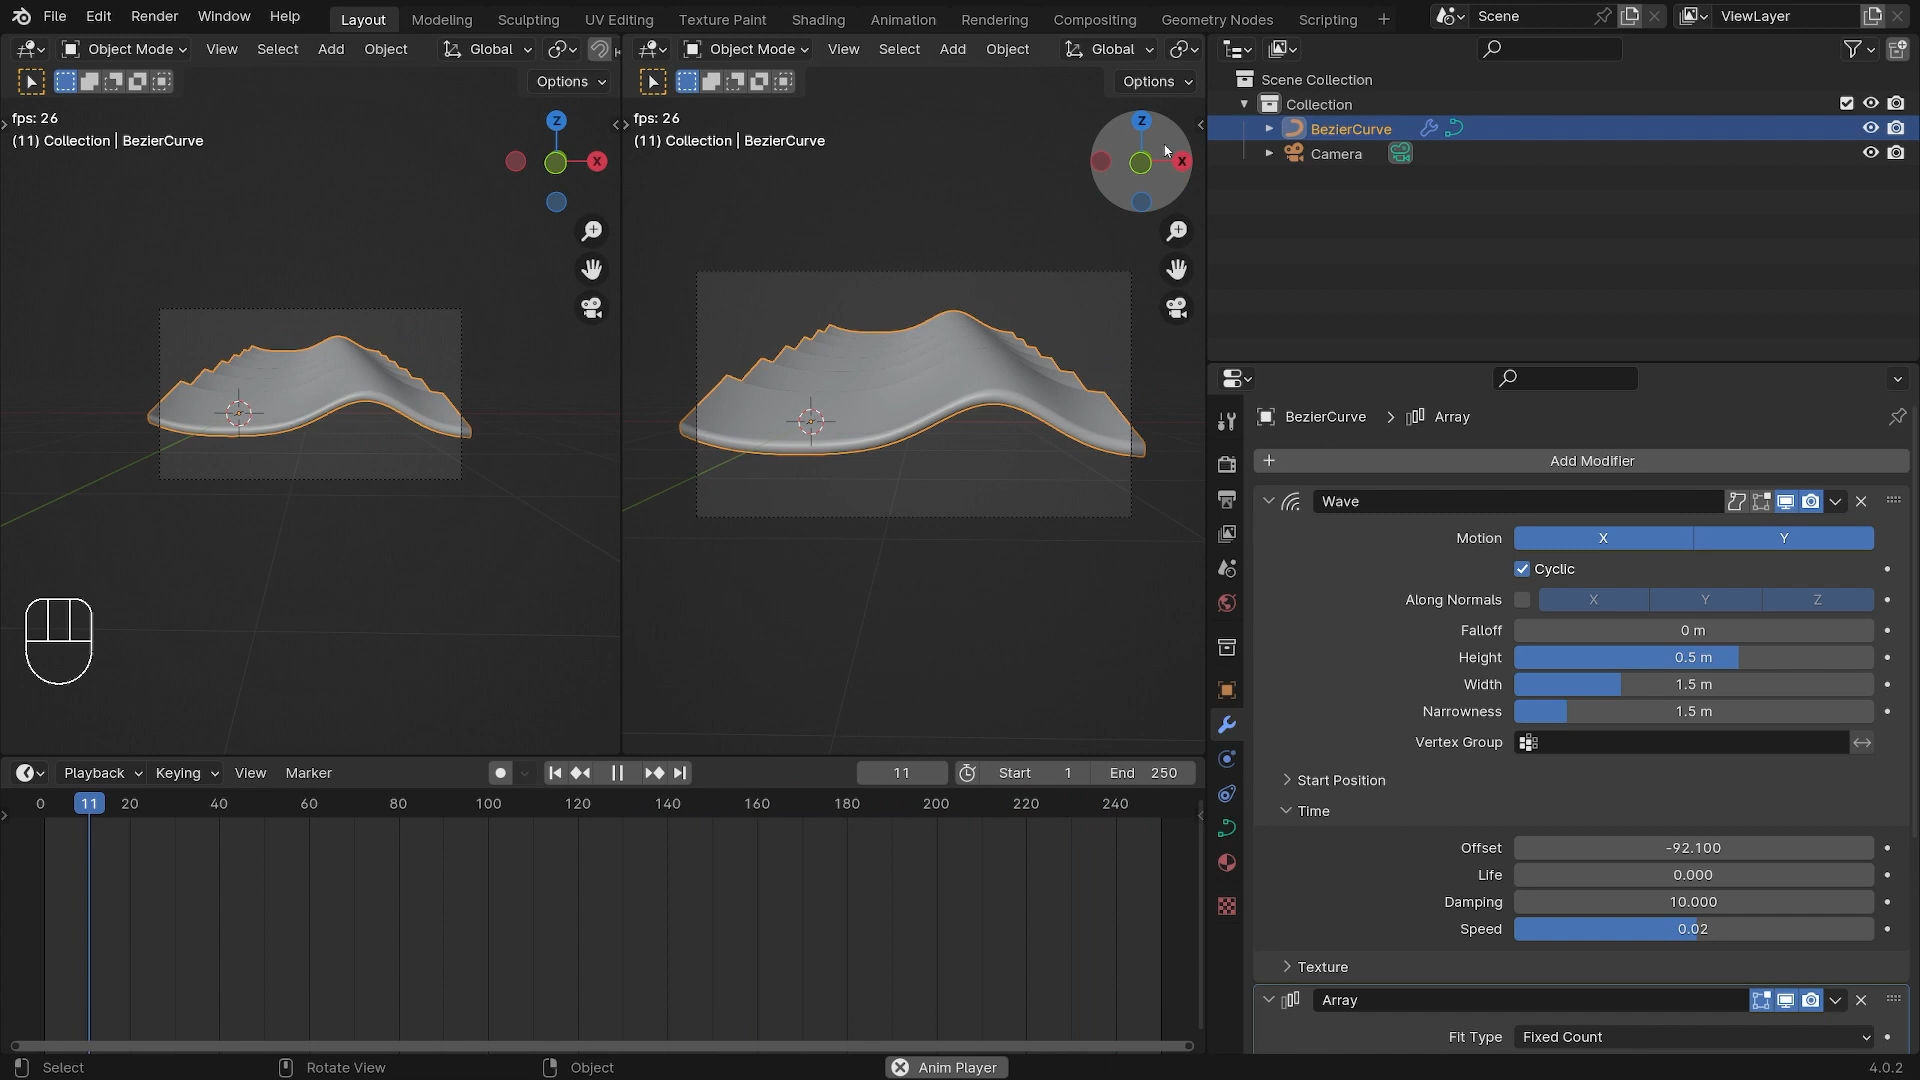 File Edit Render Window Help Layout Modeling Sculpting UV Editing Texture Paint Shading Animation Rendering Compositing Geometry Nodes Scripting + Scene ViewLayer
Object Mode View Select Add Object Global
Object Mode View Select Add Object Global
Options
Options
fps: 26
(11) Collection | BezierCurve
Z
X
fps: 26
(11) Collection | BezierCurve
Z
X
Scene Collection
Collection
BezierCurve
Camera
BezierCurve > Array
+ Add Modifier
Wave
Motion X Y
Cyclic
Along Normals X Y Z
Falloff 0 m
Height 0.5 m
Width 1.5 m
Narrowness 1.5 m
Vertex Group
Start Position
Time
Offset -92.100
Life 0.000
Damping 10.000
Speed 0.02
Texture
Array
Fit Type Fixed Count
Playback Keying View Marker 11 Start 1 End 250
0 11 20 40 60 80 100 120 140 160 180 200 220 240
Select Rotate View Object Anim Player 4.0.2